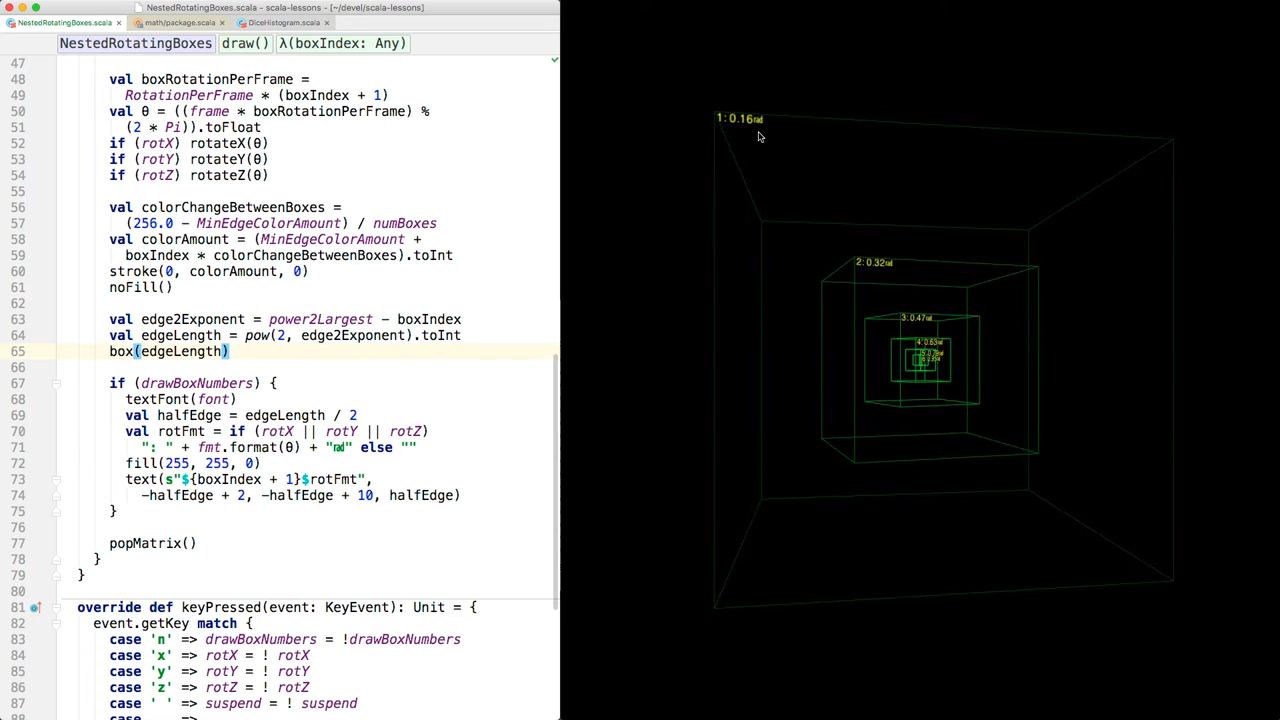 NestedRotatingBoxes.scala - scala-lessons - [~/devel/scala-lessons]
NestedRotatingBoxes.scala × math/package.scala × DiceHistogram.scala ×
NestedRotatingBoxes draw() λ(boxIndex: Any)
47
48 val boxRotationPerFrame =
49 RotationPerFrame * (boxIndex + 1)
50 val θ = ((frame * boxRotationPerFrame) %
51 (2 * Pi)).toFloat
52 if (rotX) rotateX(θ)
53 if (rotY) rotateY(θ)
54 if (rotZ) rotateZ(θ)
55
56 val colorChangeBetweenBoxes =
57 (256.0 - MinEdgeColorAmount) / numBoxes
58 val colorAmount = (MinEdgeColorAmount +
59 boxIndex * colorChangeBetweenBoxes).toInt
60 stroke(0, colorAmount, 0)
61 noFill()
62
63 val edge2Exponent = power2Largest - boxIndex
64 val edgeLength = pow(2, edge2Exponent).toInt
65 box(edgeLength)
66
67 if (drawBoxNumbers) {
68 textFont(font)
69 val halfEdge = edgeLength / 2
70 val rotFmt = if (rotX || rotY || rotZ)
71 ": " + fmt.format(θ) + "㎭" else ""
72 fill(255, 255, 0)
73 text(s"${boxIndex + 1}$rotFmt",
74 -halfEdge + 2, -halfEdge + 10, halfEdge)
75 }
76
77 popMatrix()
78 }
79 }
80
81 override def keyPressed(event: KeyEvent): Unit = {
82 event.getKey match {
83 case 'n' => drawBoxNumbers = !drawBoxNumbers
84 case 'x' => rotX = ! rotX
85 case 'y' => rotY = ! rotY
86 case 'z' => rotZ = ! rotZ
87 case ' ' => suspend = ! suspend
88 case
1: 0.16㎭
2: 0.32㎭
3: 0.47㎭
4: 0.63㎭